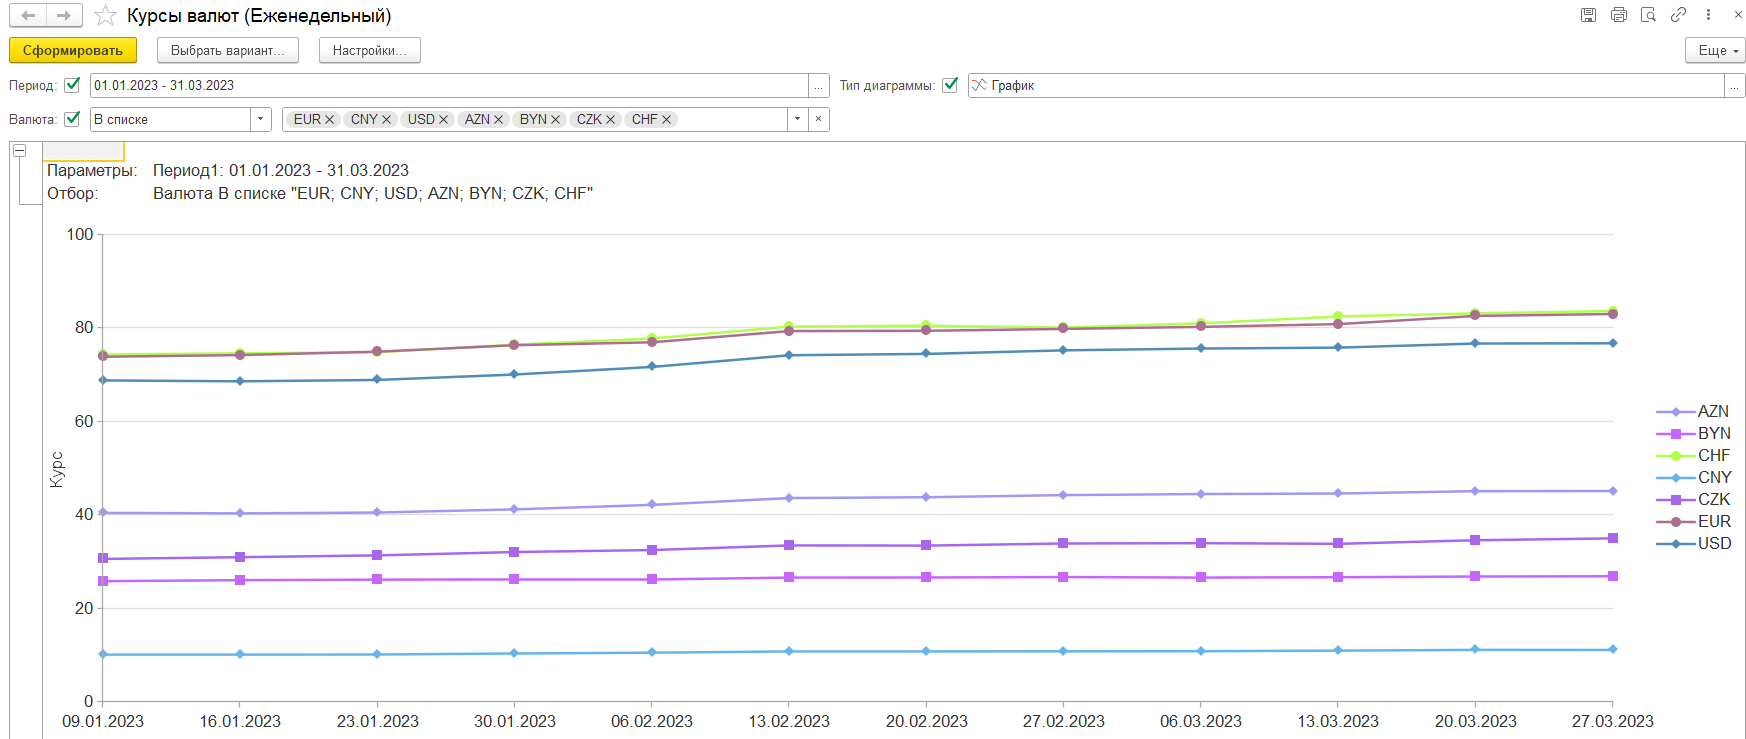 Курсы валют (Еженедельный)
Сформировать Выбрать вариант... Настройки... Еще
Период: 01.01.2023 - 31.03.2023 ... Тип диаграммы: График ...
Валюта: В списке EUR CNY USD AZN BYN CZK CHF
Параметры: Период1: 01.01.2023 - 31.03.2023
Отбор: Валюта В списке "EUR; CNY; USD; AZN; BYN; CZK; CHF"
100
80
60
40
20
0
Курс
09.01.2023 16.01.2023 23.01.2023 30.01.2023 06.02.2023 13.02.2023 20.02.2023 27.02.2023 06.03.2023 13.03.2023 20.03.2023 27.03.2023
AZN
BYN
CHF
CNY
CZK
EUR
USD